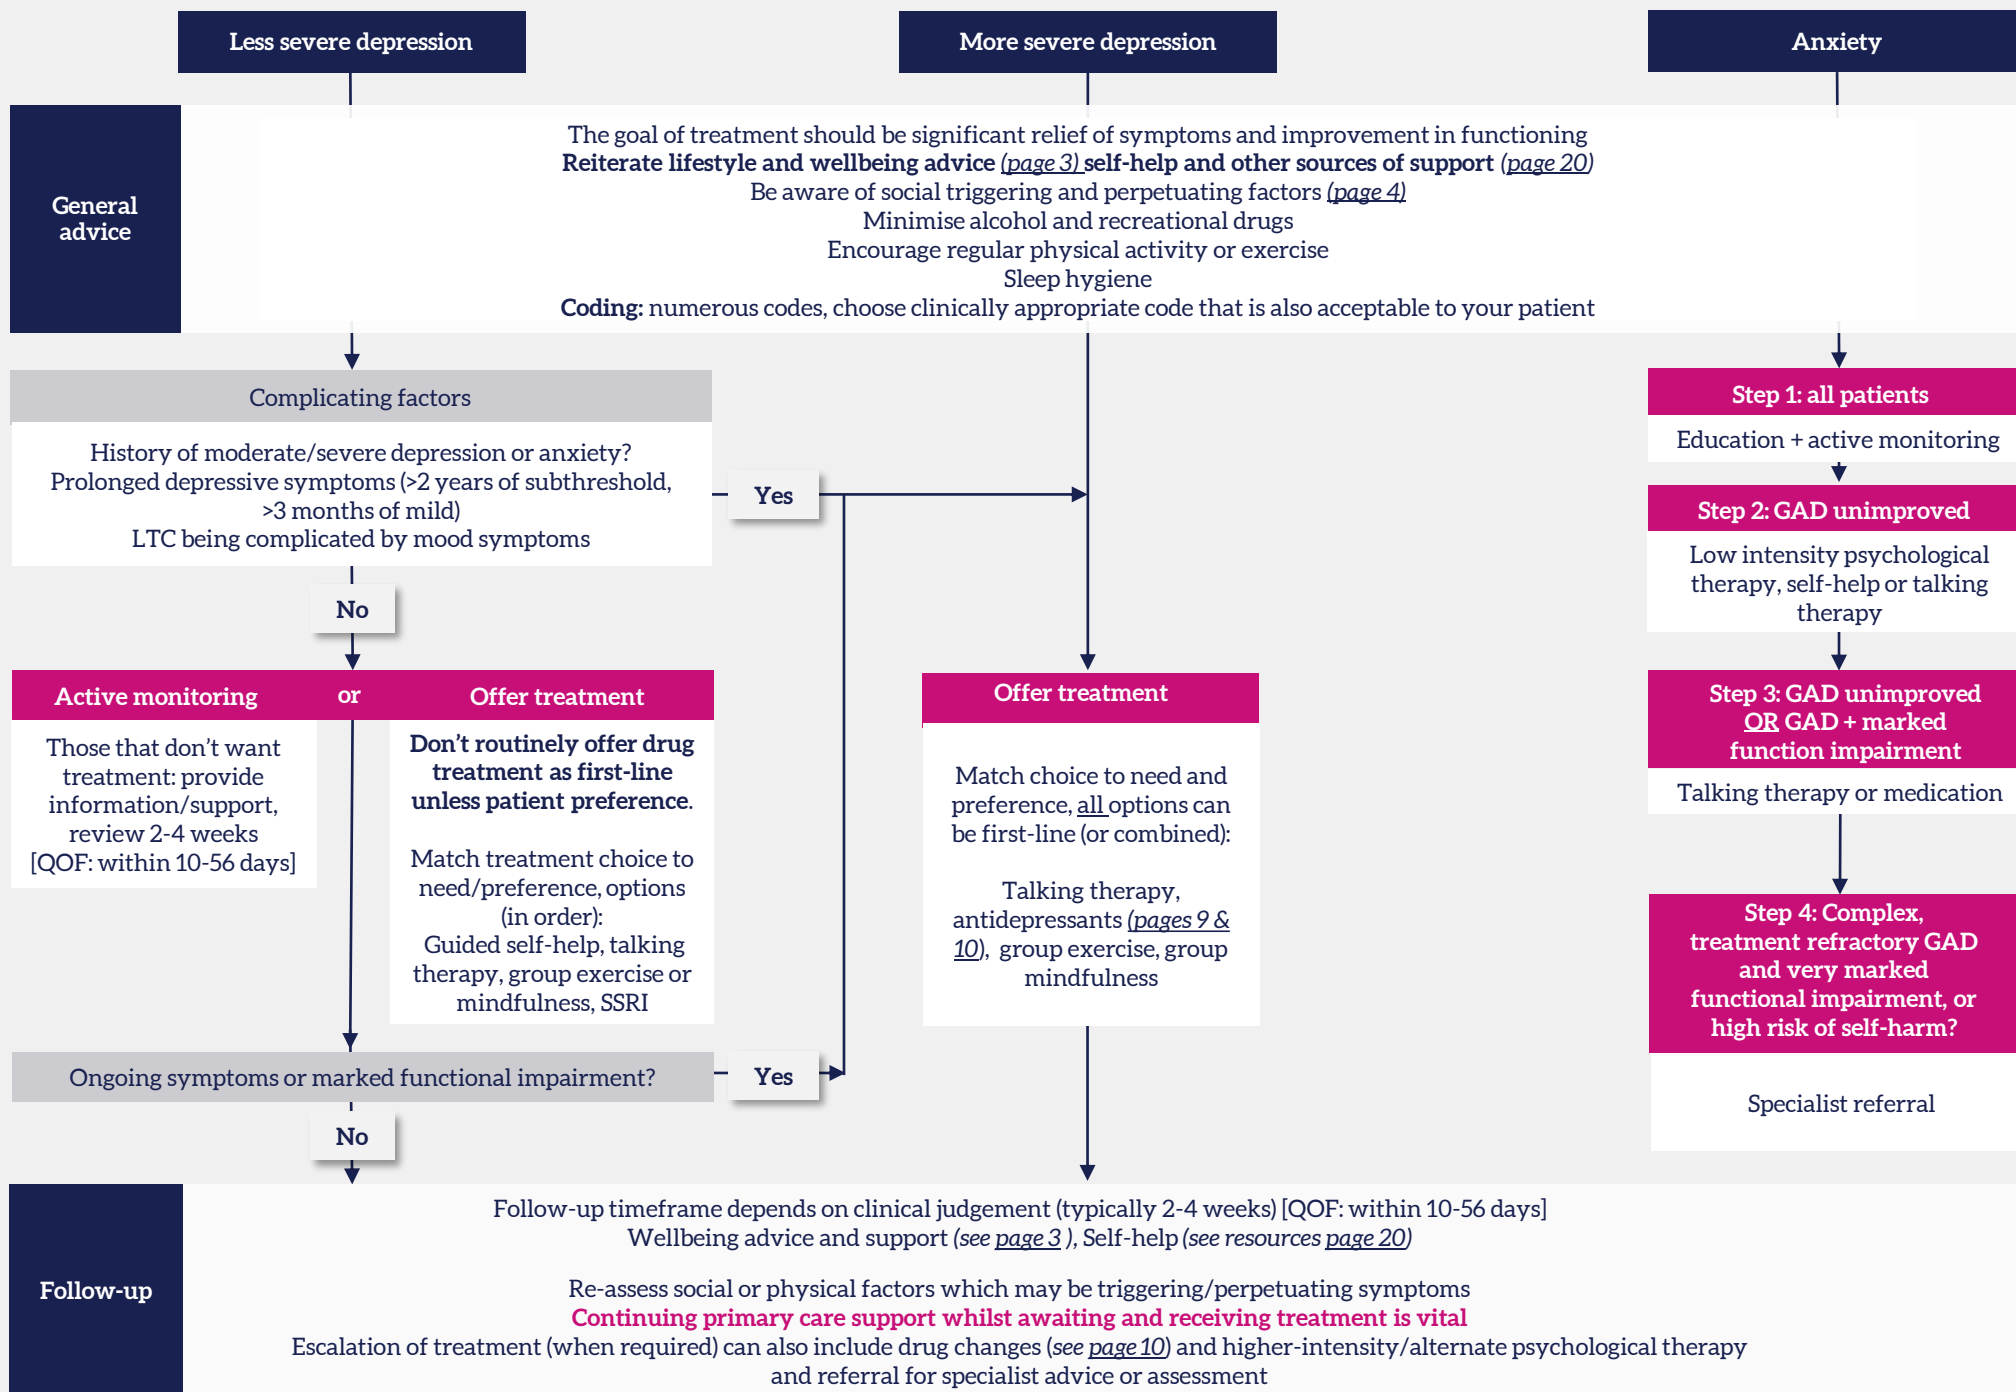 Less severe depression
More severe depression
Anxiety
General
advice
The goal of treatment should be significant relief of symptoms and improvement in functioning
Reiterate lifestyle and wellbeing advice (page 3) self-help and other sources of support (page 20)
Be aware of social triggering and perpetuating factors (page 4)
Minimise alcohol and recreational drugs
Encourage regular physical activity or exercise
Sleep hygiene
Coding: numerous codes, choose clinically appropriate code that is also acceptable to your patient
Complicating factors
History of moderate/severe depression or anxiety?
Prolonged depressive symptoms (>2 years of subthreshold,
>3 months of mild)
LTC being complicated by mood symptoms
Yes
No
Active monitoring
or
Offer treatment
Those that don't want
treatment: provide
information/support,
review 2-4 weeks
[QOF: within 10-56 days]
Don't routinely offer drug
treatment as first-line
unless patient preference.
Match treatment choice to
need/preference, options
(in order):
Guided self-help, talking
therapy, group exercise or
mindfulness, SSRI
Ongoing symptoms or marked functional impairment?
Yes
No
Offer treatment
Match choice to need and
preference, all options can
be first-line (or combined):
Talking therapy,
antidepressants (pages 9 &
10), group exercise, group
mindfulness
Step 1: all patients
Education + active monitoring
Step 2: GAD unimproved
Low intensity psychological
therapy, self-help or talking
therapy
Step 3: GAD unimproved
OR GAD + marked
function impairment
Talking therapy or medication
Step 4: Complex,
treatment refractory GAD
and very marked
functional impairment, or
high risk of self-harm?
Specialist referral
Follow-up
Follow-up timeframe depends on clinical judgement (typically 2-4 weeks) [QOF: within 10-56 days]
Wellbeing advice and support (see page 3 ), Self-help (see resources page 20)
Re-assess social or physical factors which may be triggering/perpetuating symptoms
Continuing primary care support whilst awaiting and receiving treatment is vital
Escalation of treatment (when required) can also include drug changes (see page 10) and higher-intensity/alternate psychological therapy
and referral for specialist advice or assessment